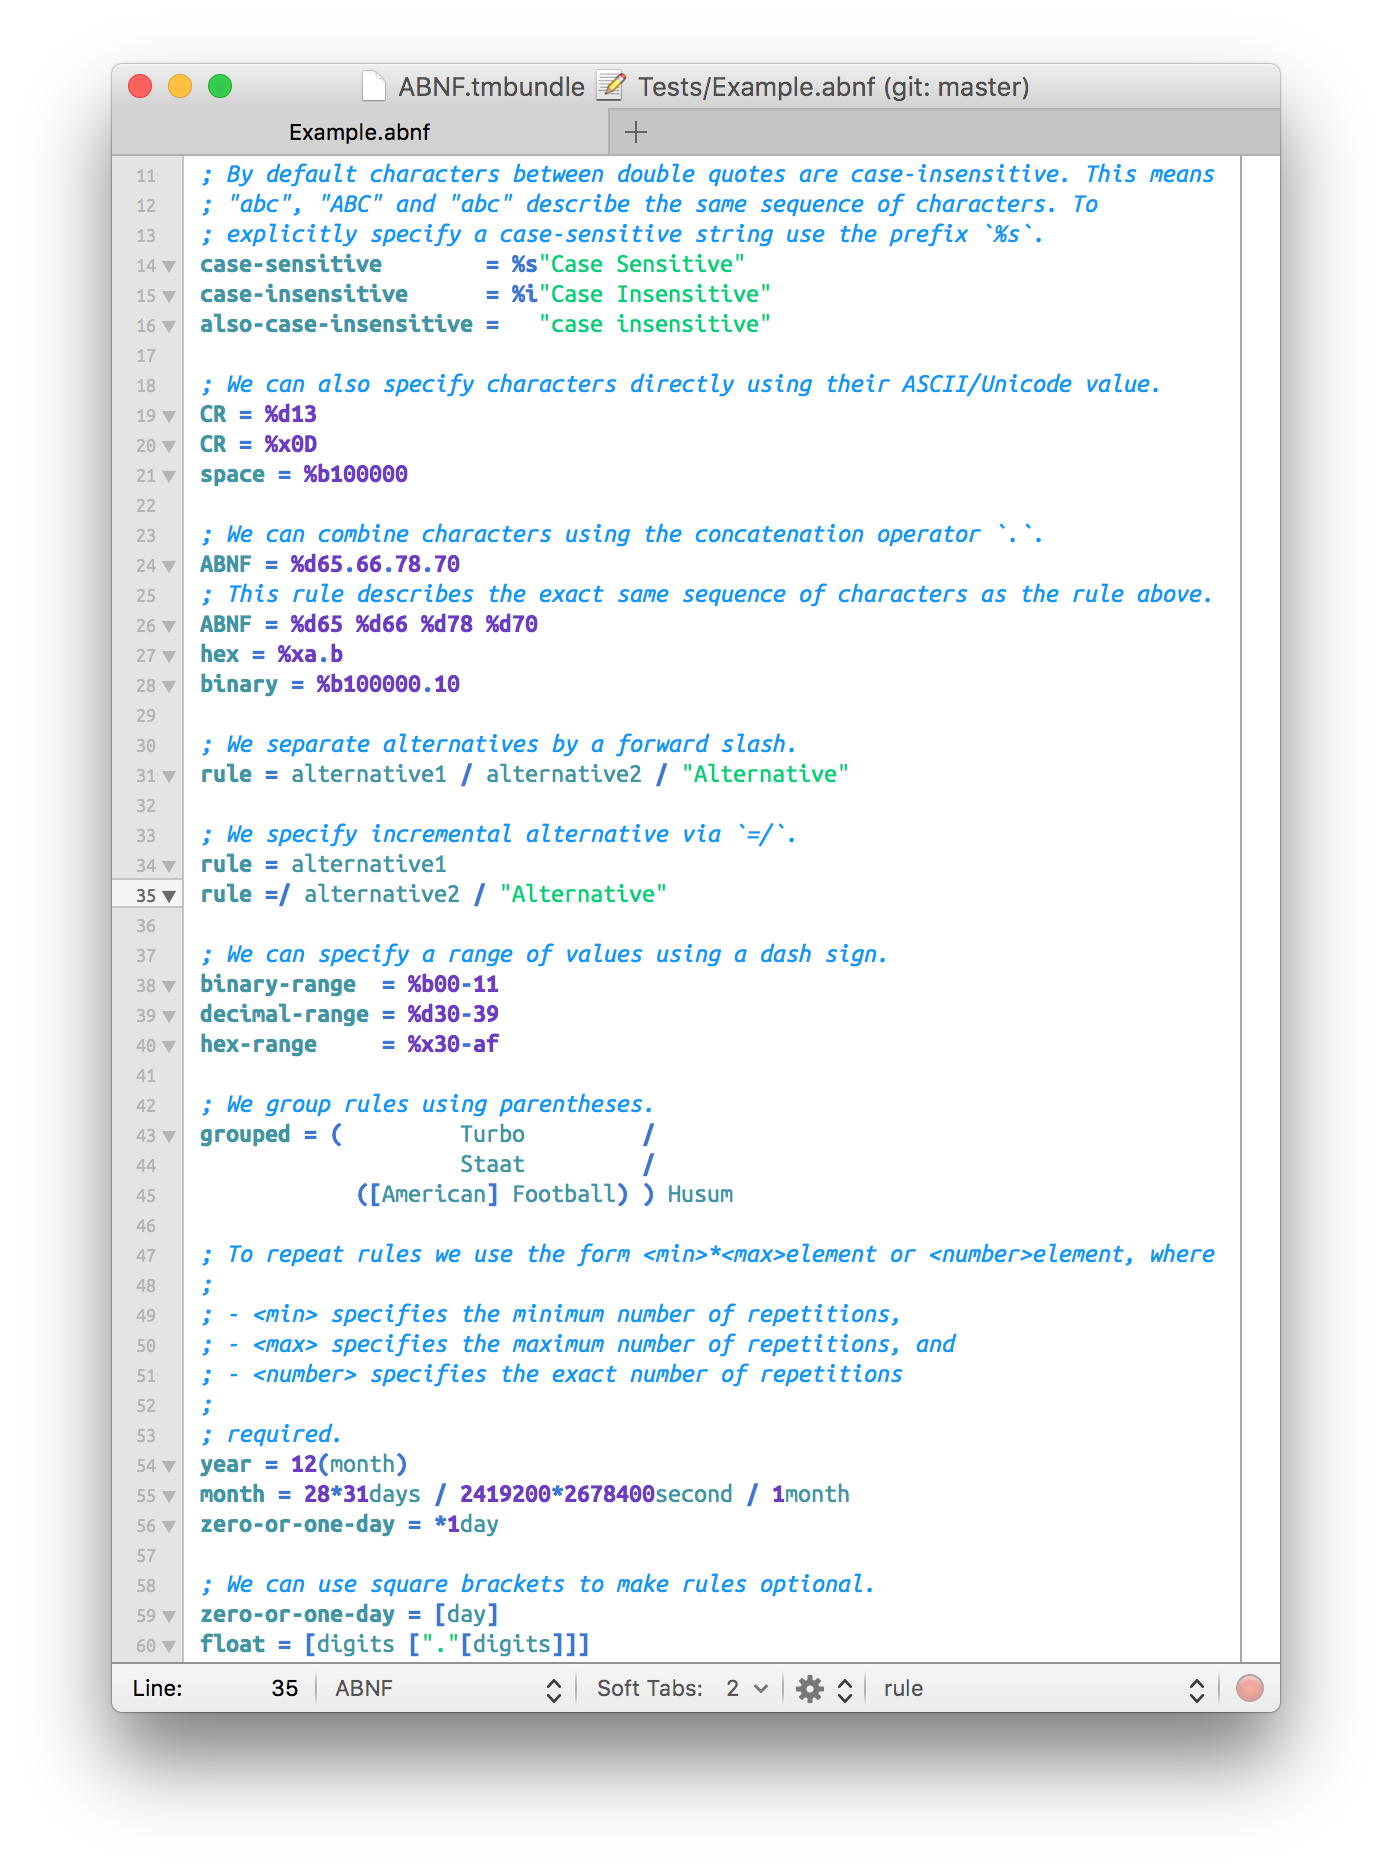 ABNF.tmbundle 📝 Tests/Example.abnf (git: master)
Example.abnf +
11 ; By default characters between double quotes are case-insensitive. This means
12 ; "abc", "ABC" and "abc" describe the same sequence of characters. To
13 ; explicitly specify a case-sensitive string use the prefix `%s`.
14 case-sensitive        = %s"Case Sensitive"
15 case-insensitive      = %i"Case Insensitive"
16 also-case-insensitive =   "case insensitive"
17
18 ; We can also specify characters directly using their ASCII/Unicode value.
19 CR = %d13
20 CR = %x0D
21 space = %b100000
22
23 ; We can combine characters using the concatenation operator `.`.
24 ABNF = %d65.66.78.70
25 ; This rule describes the exact same sequence of characters as the rule above.
26 ABNF = %d65 %d66 %d78 %d70
27 hex = %xa.b
28 binary = %b100000.10
29
30 ; We separate alternatives by a forward slash.
31 rule = alternative1 / alternative2 / "Alternative"
32
33 ; We specify incremental alternative via `=/`.
34 rule = alternative1
35 rule =/ alternative2 / "Alternative"
36
37 ; We can specify a range of values using a dash sign.
38 binary-range  = %b00-11
39 decimal-range = %d30-39
40 hex-range     = %x30-af
41
42 ; We group rules using parentheses.
43 grouped = (         Turbo         /
44                     Staat         /
45             ([American] Football) ) Husum
46
47 ; To repeat rules we use the form <min>*<max>element or <number>element, where
48 ;
49 ; - <min> specifies the minimum number of repetitions,
50 ; - <max> specifies the maximum number of repetitions, and
51 ; - <number> specifies the exact number of repetitions
52 ;
53 ; required.
54 year = 12(month)
55 month = 28*31days / 2419200*2678400second / 1month
56 zero-or-one-day = *1day
57
58 ; We can use square brackets to make rules optional.
59 zero-or-one-day = [day]
60 float = [digits ["."[digits]]]
Line: 35 ABNF Soft Tabs: 2 rule